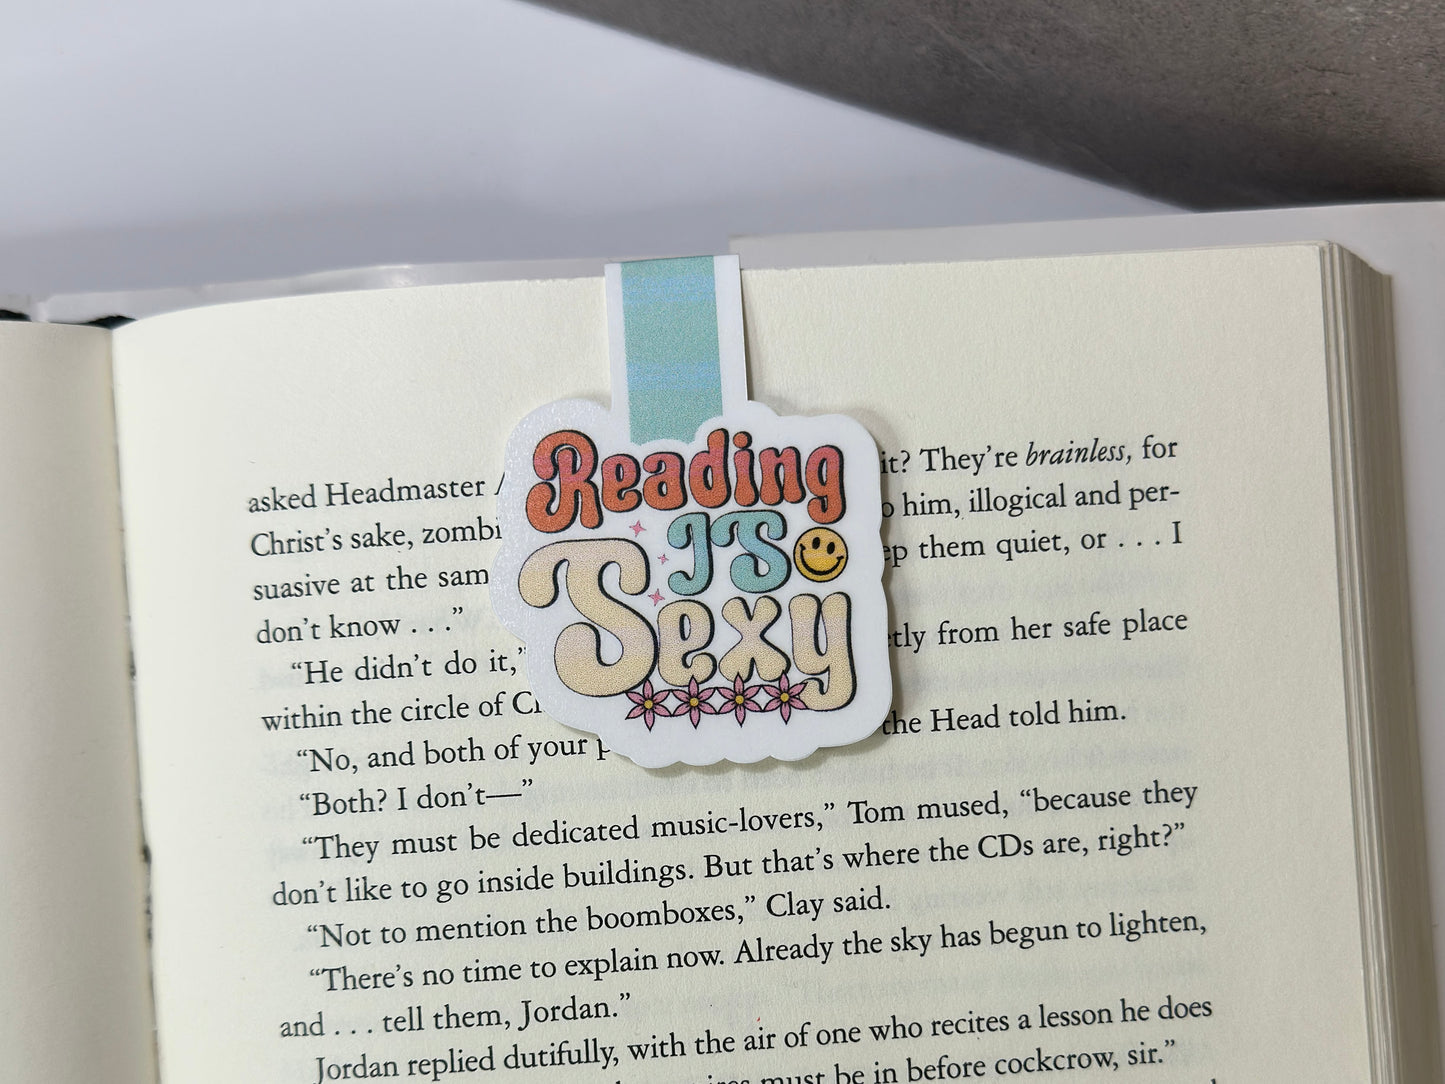 Reading
IS
Sexy
asked Headmaster
it? They're brainless, for
Christ's sake, zombi
him, illogical and per-
suasive at the sam
them quiet, or . . . I
don't know . . ."
"He didn't do it,"
from her safe place
within the circle of
the Head told him.
"No, and both of your
"Both? I don't—"
"They must be dedicated music-lovers," Tom mused, "because they
don't like to go inside buildings. But that's where the CDs are, right?"
"Not to mention the boomboxes," Clay said.
"There's no time to explain now. Already the sky has begun to lighten,
and . . . tell them, Jordan."
Jordan replied dutifully, with the air of one who recites a lesson he does
must be in before cockcrow, sir."